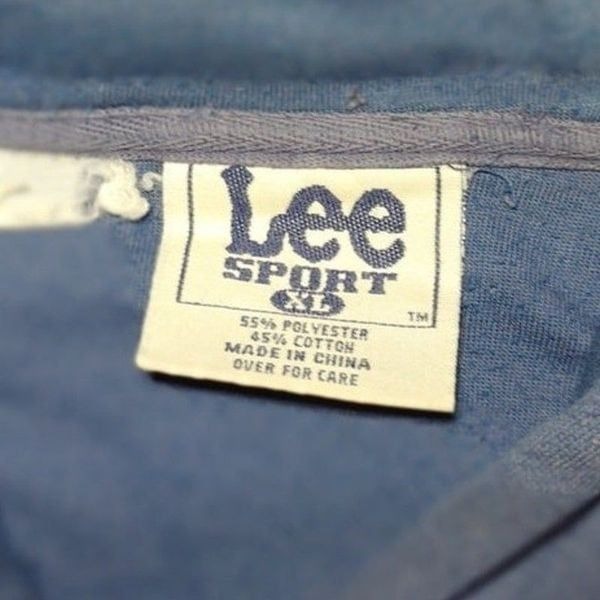 Lee
SPORT
XL
TM
55% POLYESTER
45% COTTON
MADE IN CHINA
OVER FOR CARE